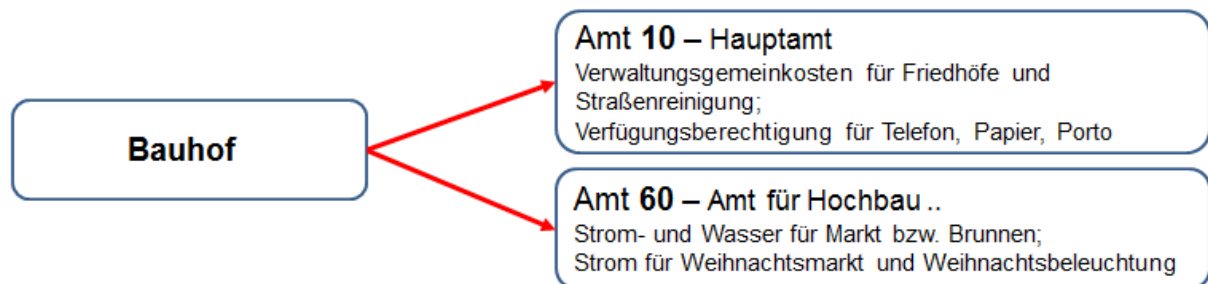 Bauhof
Amt 10 – Hauptamt
Verwaltungsgemeinkosten für Friedhöfe und
Straßenreinigung;
Verfügungsberechtigung für Telefon, Papier, Porto
Amt 60 – Amt für Hochbau ..
Strom- und Wasser für Markt bzw. Brunnen;
Strom für Weihnachtsmarkt und Weihnachtsbeleuchtung